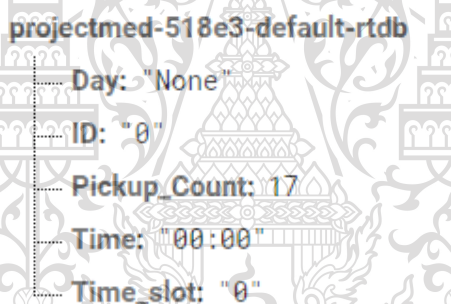 projectmed-518e3-default-rtdb
Day: "None"
ID: "0"
Pickup_Count: 17
Time: "00:00"
Time_slot: "0"